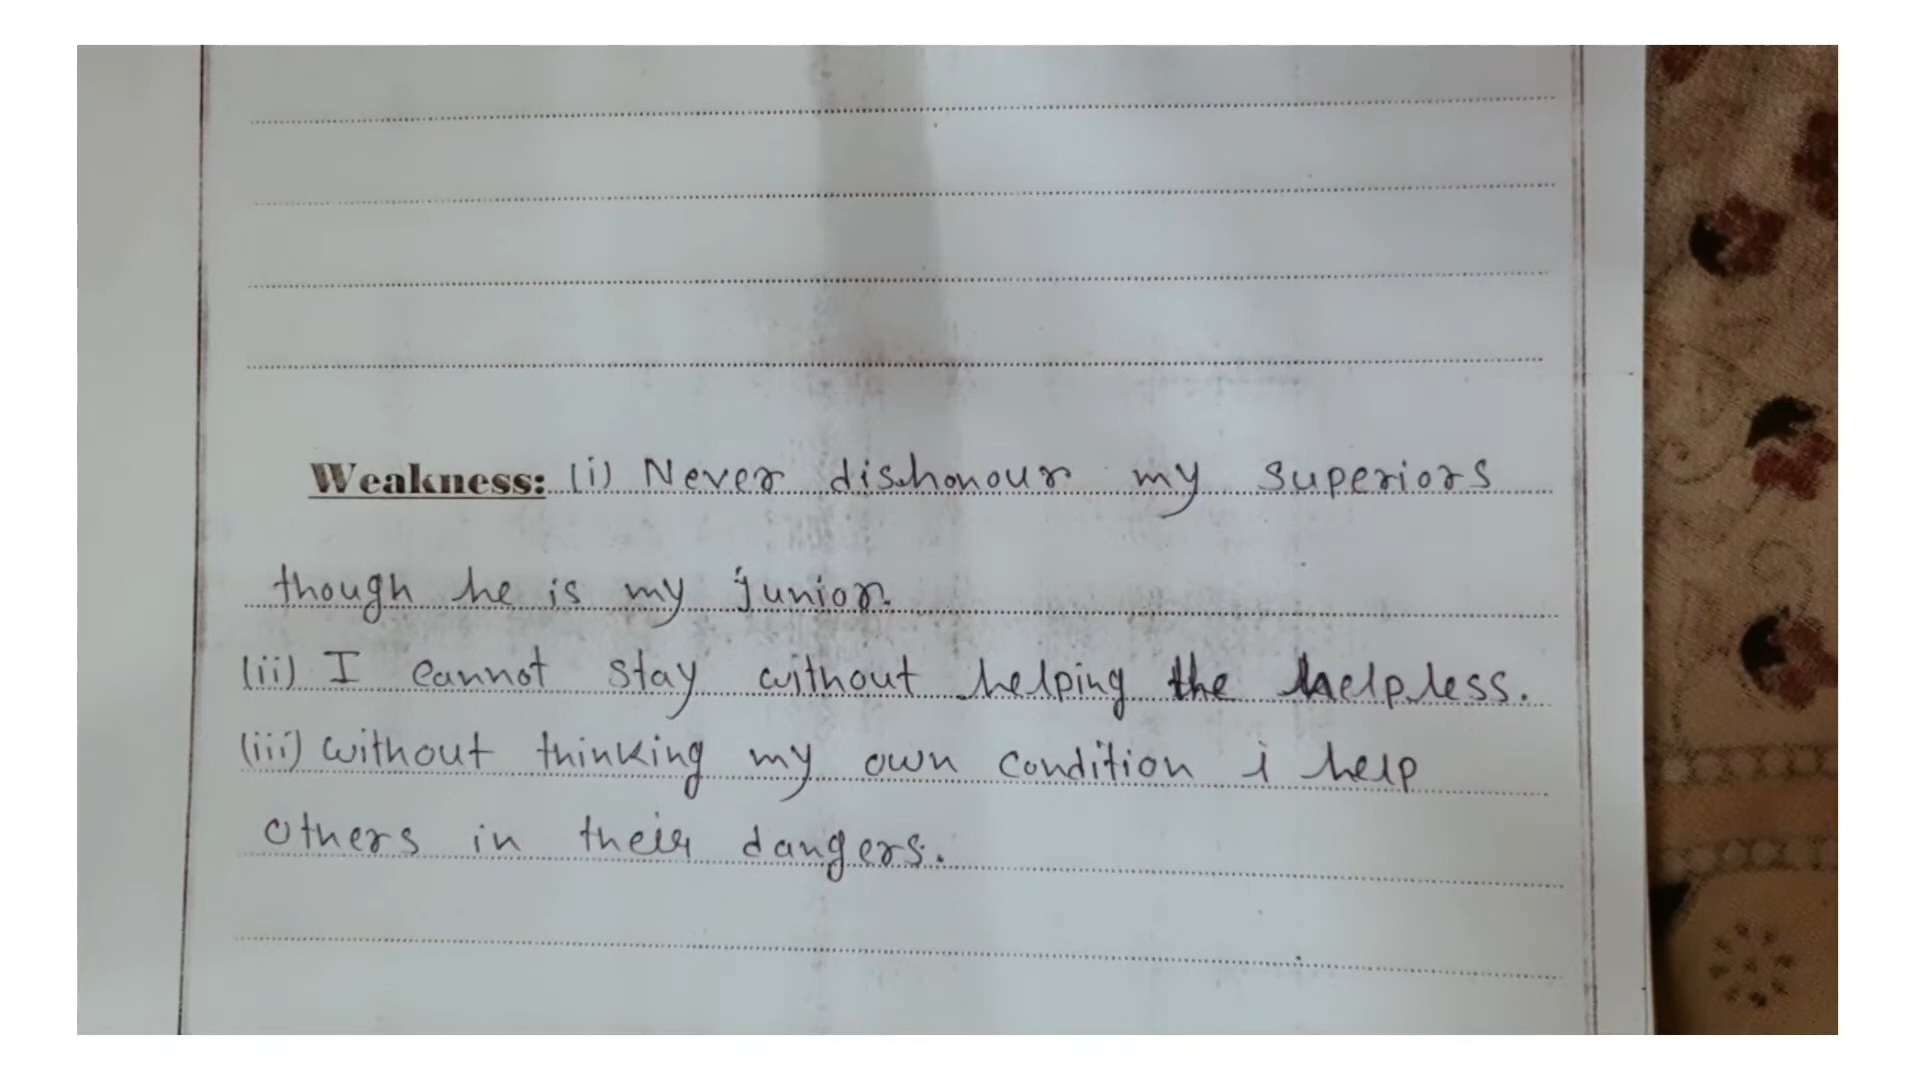 Weakness: (i) Never dishonour my superiors
though he is my junior.
(ii) I cannot stay without helping the helpless.
(iii) without thinking my own condition i help
others in their dangers.